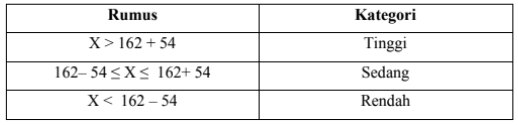 Rumus Kategori
X > 162 + 54 Tinggi
162– 54 ≤ X ≤ 162+ 54 Sedang
X < 162 – 54 Rendah